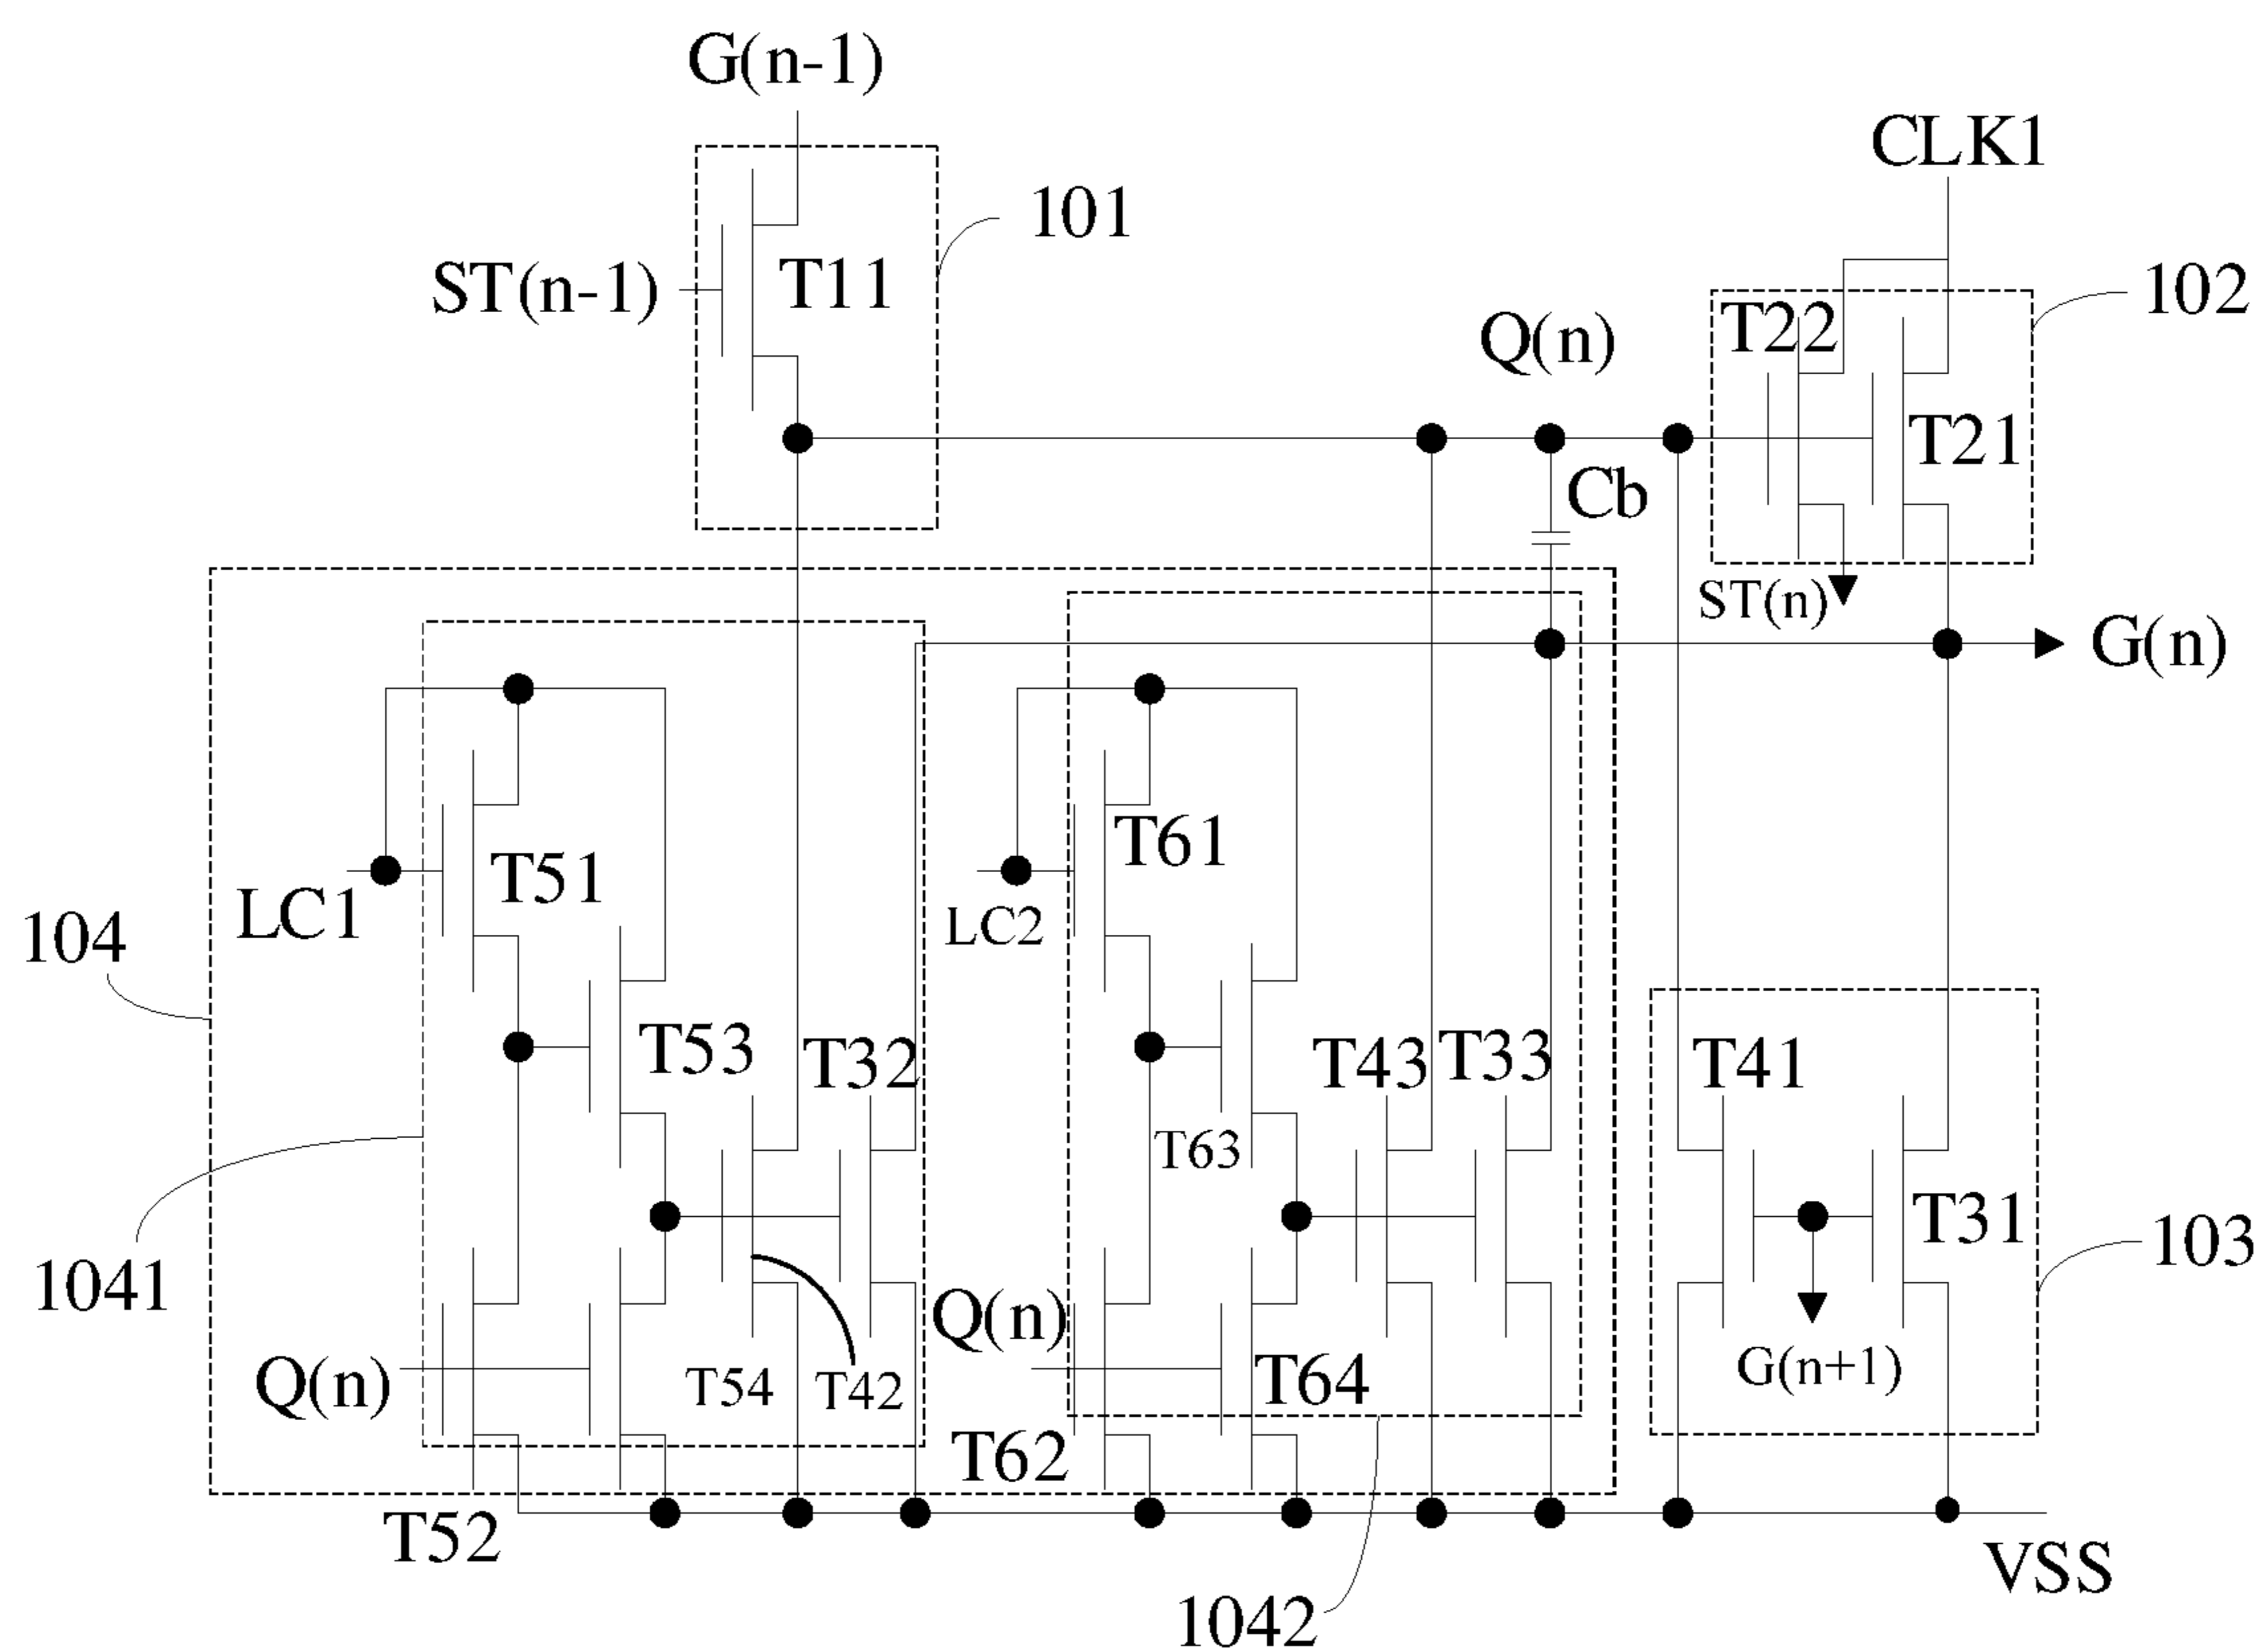 G(n-1)
CLK1
101
ST(n-1)
T11
102
T22
Q(n)
T21
Cb
ST(n)
G(n)
T61
T51
LC1
LC2
104
T53
T32
T43
T33
T41
T63
T31
103
1041
Q(n)
G(n+1)
Q(n)
T54
T42
T64
T62
T52
VSS
1042